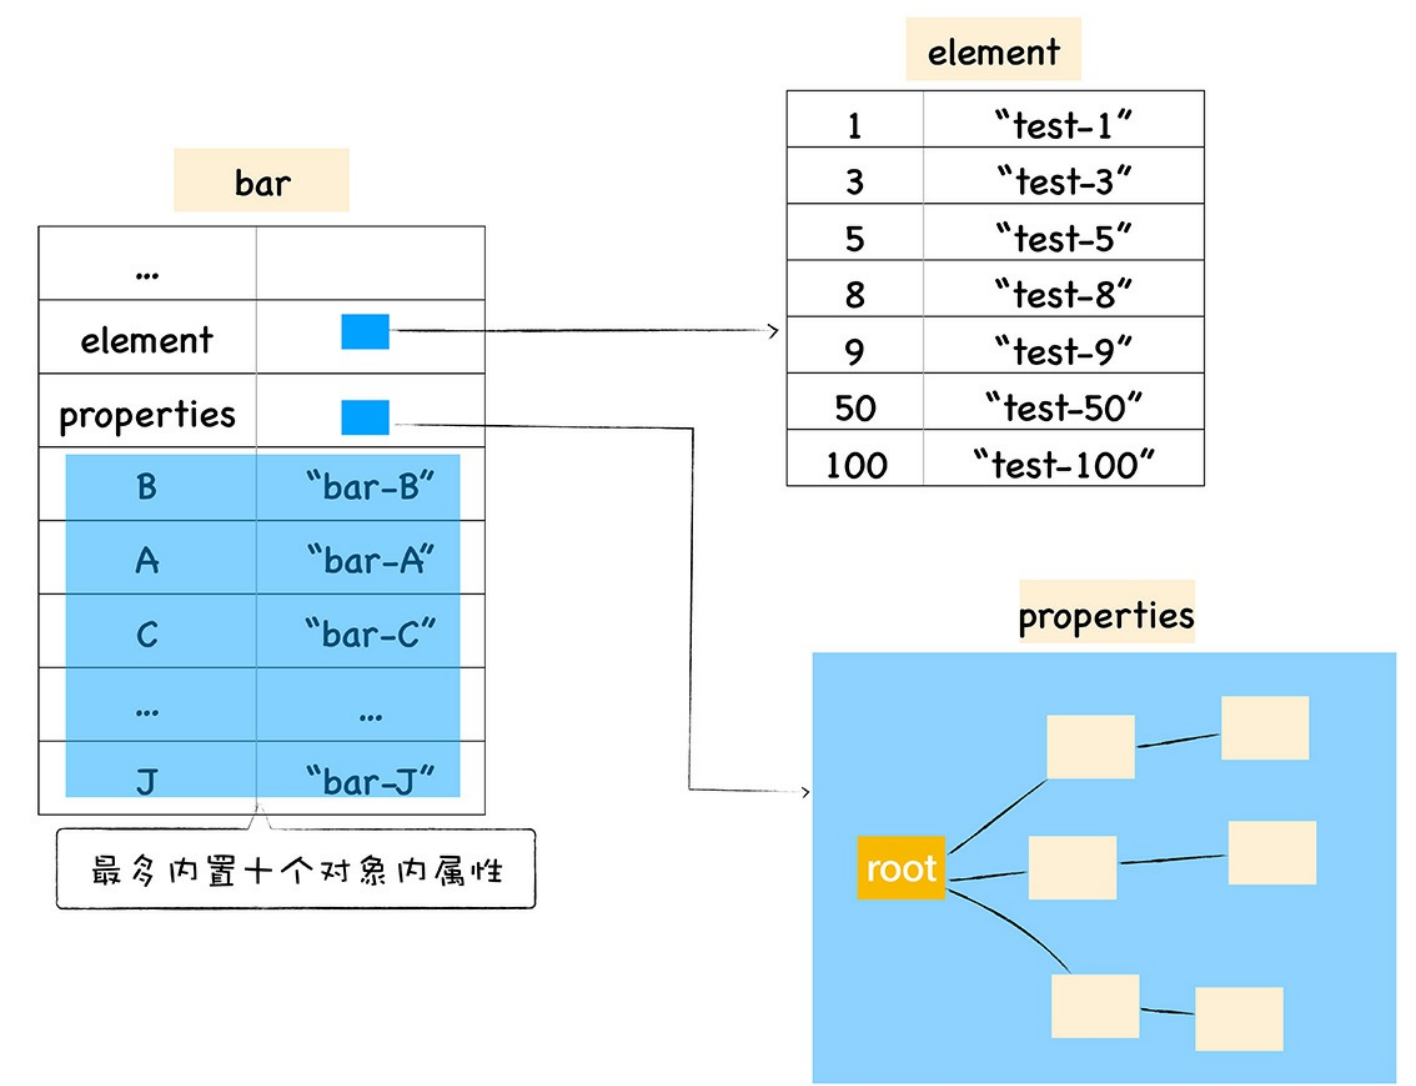 bar
...
element
properties
B “bar-B”
A “bar-A”
C “bar-C”
... ...
J “bar-J”
最多内置十个对象内属性
element
1 “test-1”
3 “test-3”
5 “test-5”
8 “test-8”
9 “test-9”
50 “test-50”
100 “test-100”
properties
root